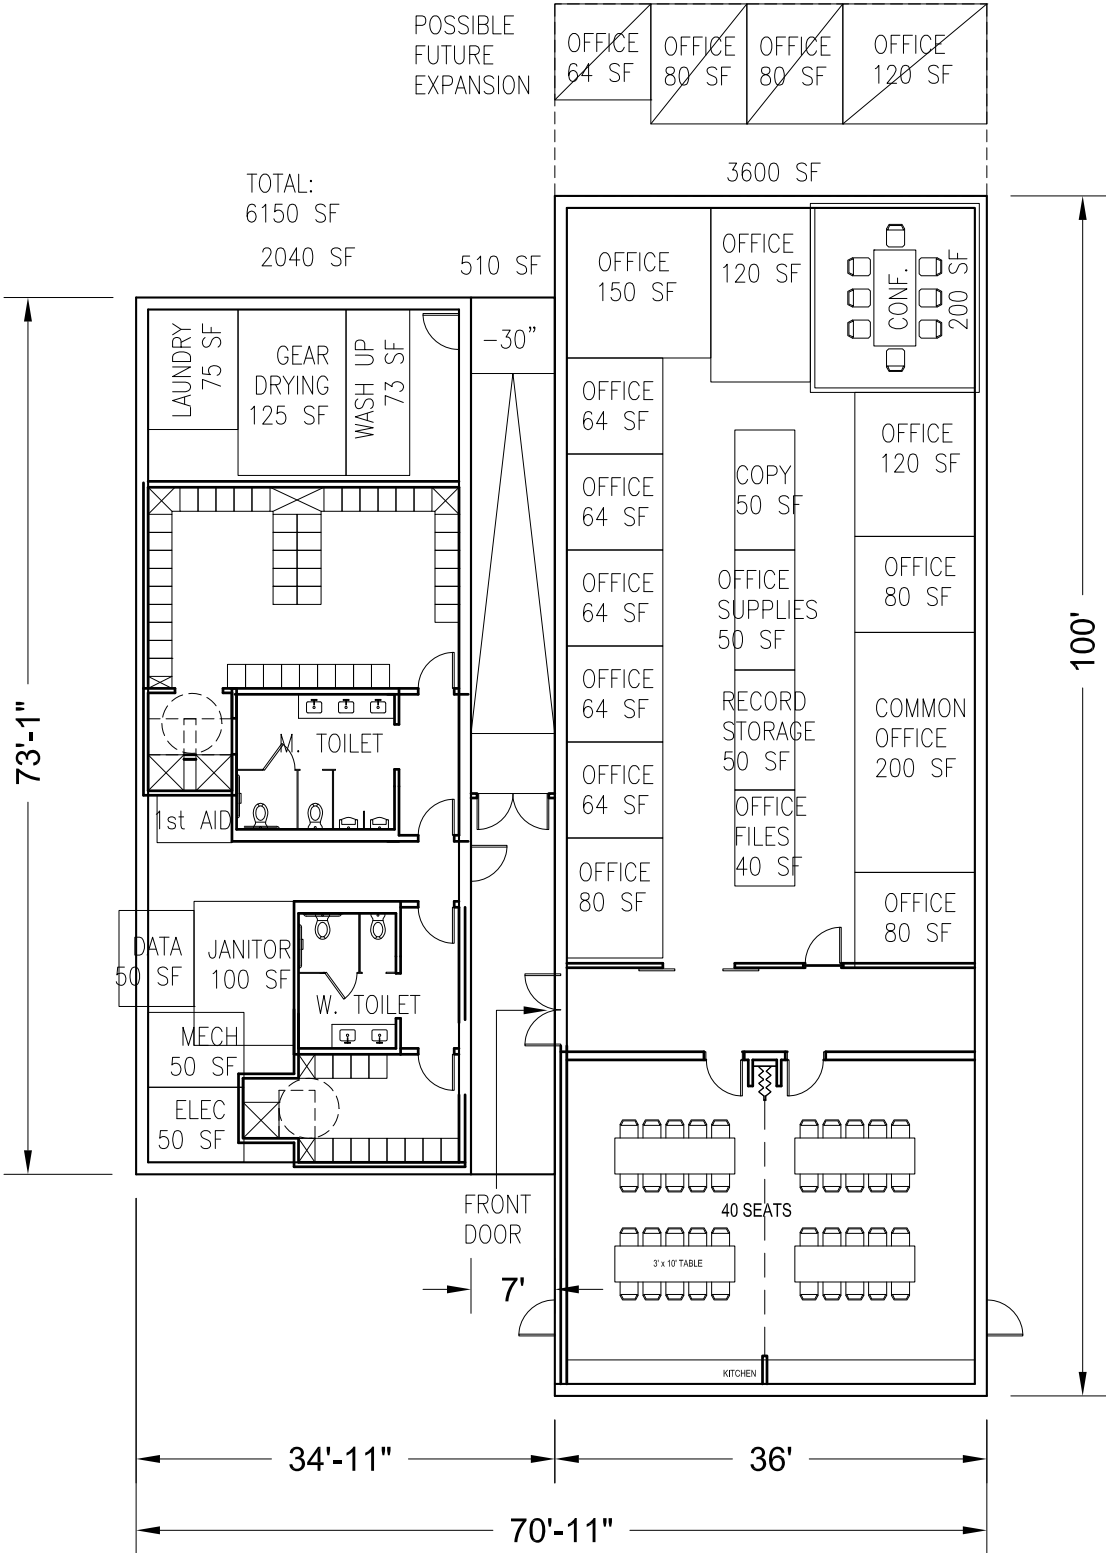 POSSIBLE
FUTURE
EXPANSION
OFFICE
64 SF
OFFICE
80 SF
OFFICE
80 SF
OFFICE
120 SF
3600 SF
TOTAL:
6150 SF
2040 SF
510 SF
OFFICE
150 SF
OFFICE
120 SF
CONF.
200 SF
-30"
LAUNDRY
75 SF
GEAR
DRYING
125 SF
WASH UP
73 SF
OFFICE
64 SF
OFFICE
120 SF
COPY
50 SF
OFFICE
64 SF
OFFICE
64 SF
OFFICE
SUPPLIES
50 SF
OFFICE
80 SF
100'
OFFICE
64 SF
RECORD
STORAGE
50 SF
COMMON
OFFICE
200 SF
73'-1"
M. TOILET
OFFICE
64 SF
OFFICE
FILES
40 SF
1st AID
OFFICE
80 SF
OFFICE
80 SF
DATA
50 SF
JANITOR
100 SF
W. TOILET
MECH
50 SF
ELEC
50 SF
FRONT
DOOR
40 SEATS
3' x 10' TABLE
7'
KITCHEN
34'-11"
36'
70'-11"